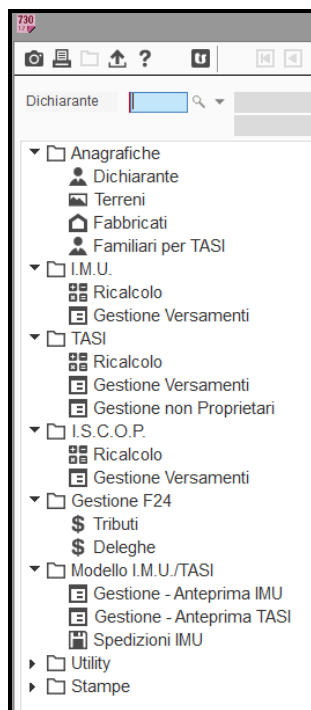 730
?
Dichiarante
Anagrafiche
Dichiarante
Terreni
Fabbricati
Familiari per TASI
I.M.U.
Ricalcolo
Gestione Versamenti
TASI
Ricalcolo
Gestione Versamenti
Gestione non Proprietari
I.S.C.O.P.
Ricalcolo
Gestione Versamenti
Gestione F24
$ Tributi
$ Deleghe
Modello I.M.U./TASI
Gestione - Anteprima IMU
Gestione - Anteprima TASI
Spedizioni IMU
Utility
Stampe